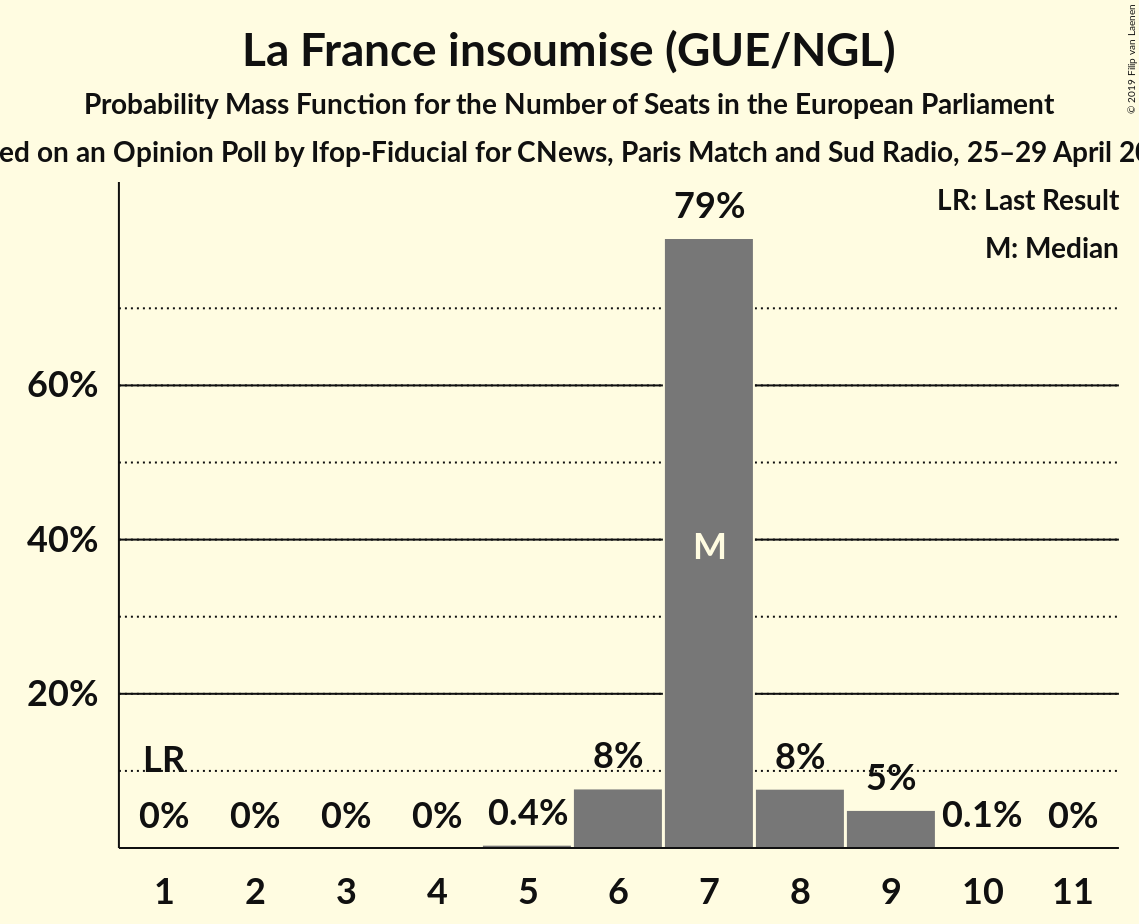 La France insoumise (GUE/NGL)
Probability Mass Function for the Number of Seats in the European Parliament
ed on an Opinion Poll by Ifop-Fiducial for CNews, Paris Match and Sud Radio, 25–29 April 20
© 2019 Filip van Laenen
LR: Last Result
M: Median
79%
60%
40%
M
20%
LR
8%
8%
5%
0%
0%
0%
0%
0.4%
0.1%
0%
1 2 3 4 5 6 7 8 9 10 11